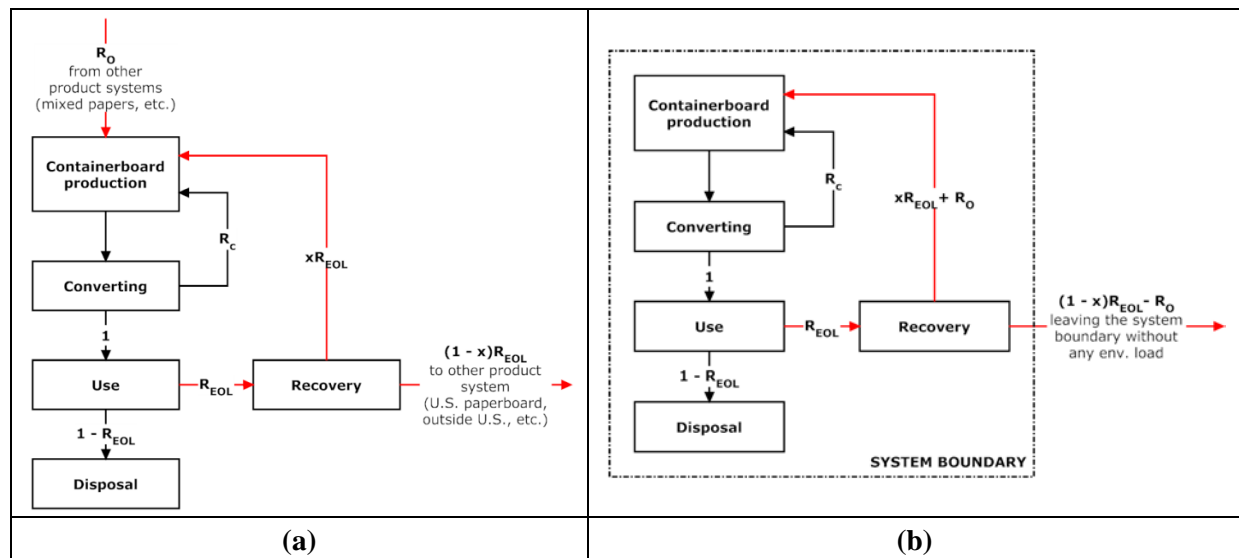 R_O
from other
product systems
(mixed papers, etc.)
Containerboard
production
R_c
xR_EOL
Converting
1
Use
R_EOL
Recovery
(1 - x)R_EOL
to other product
system
(U.S. paperboard,
outside U.S., etc.)
1 - R_EOL
Disposal
(a)
Containerboard
production
R_c
xR_EOL + R_O
Converting
1
Use
R_EOL
Recovery
(1 - x)R_EOL - R_O
leaving the system
boundary without
any env. load
1 - R_EOL
Disposal
SYSTEM BOUNDARY
(b)